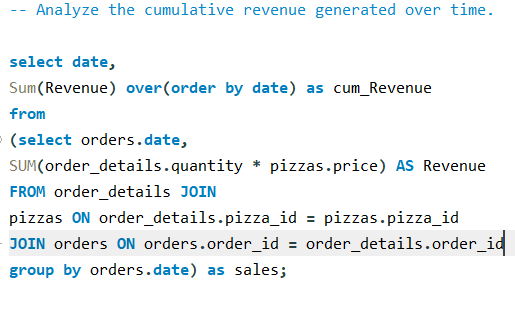 -- Analyze the cumulative revenue generated over time.
select date,
Sum(Revenue) over(order by date) as cum_Revenue
from
(select orders.date,
SUM(order_details.quantity * pizzas.price) AS Revenue
FROM order_details JOIN
pizzas ON order_details.pizza_id = pizzas.pizza_id
JOIN orders ON orders.order_id = order_details.order_id
group by orders.date) as sales;